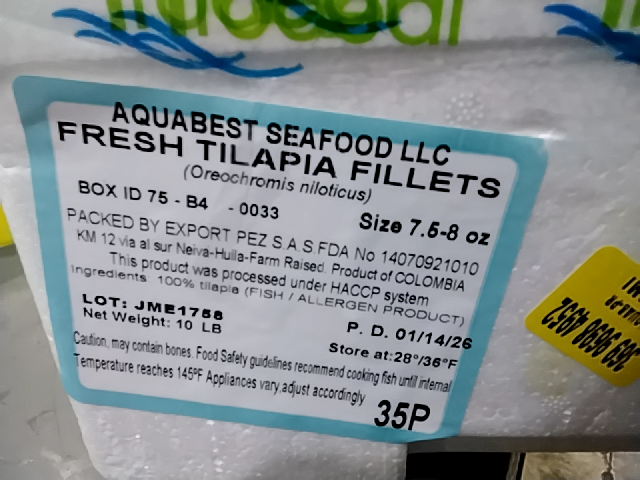 AQUABEST SEAFOOD LLC
FRESH TILAPIA FILLETS
(Oreochromis niloticus)
BOX ID 75 - B4 - 0033
Size 7.5-8 oz
PACKED BY EXPORT PEZ S.A.S.FDA No 14070921010
KM 12 via al sur Neiva-Huila-Farm Raised. Product of COLOMBIA
This product was processed under HACCP system
Ingredients 100% tilapia (FISH / ALLERGEN PRODUCT)
LOT: JME1758
P. D. 01/14/26
Net Weight: 10 LB
Store at:28°/36°F
Caution, may contain bones. Food Safety guidelines recommend cooking fish until internal
Temperature reaches 145°F Appliances vary,adjust accordingly
35P